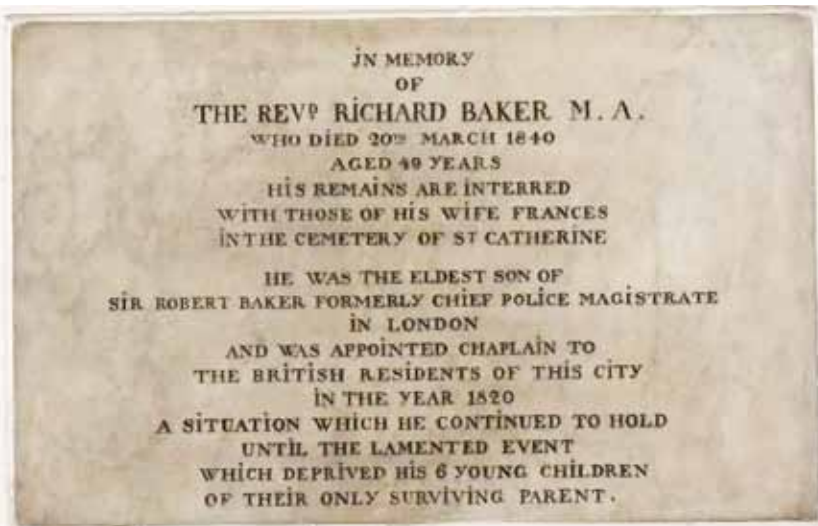 IN MEMORY
OF
THE REVD RICHARD BAKER M.A.
WHO DIED 20TH MARCH 1840
AGED 49 YEARS
HIS REMAINS ARE INTERRED
WITH THOSE OF HIS WIFE FRANCES
IN THE CEMETERY OF ST CATHERINE
HE WAS THE ELDEST SON OF
SIR ROBERT BAKER FORMERLY CHIEF POLICE MAGISTRATE
IN LONDON
AND WAS APPOINTED CHAPLAIN TO
THE BRITISH RESIDENTS OF THIS CITY
IN THE YEAR 1820
A SITUATION WHICH HE CONTINUED TO HOLD
UNTIL THE LAMENTED EVENT
WHICH DEPRIVED HIS 6 YOUNG CHILDREN
OF THEIR ONLY SURVIVING PARENT.